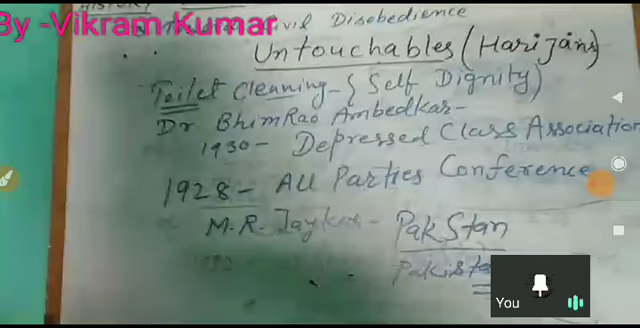 HISTORY
By -Vikram Kumar
Civil Disobedience
Untouchables (Harijans)
Toilet Cleaning - { Self Dignity)
Dr BhimRao Ambedkar-
1930 - Depressed Class Association
1928 - All Parties Conference
M.R. Jaykar - PakStan
You